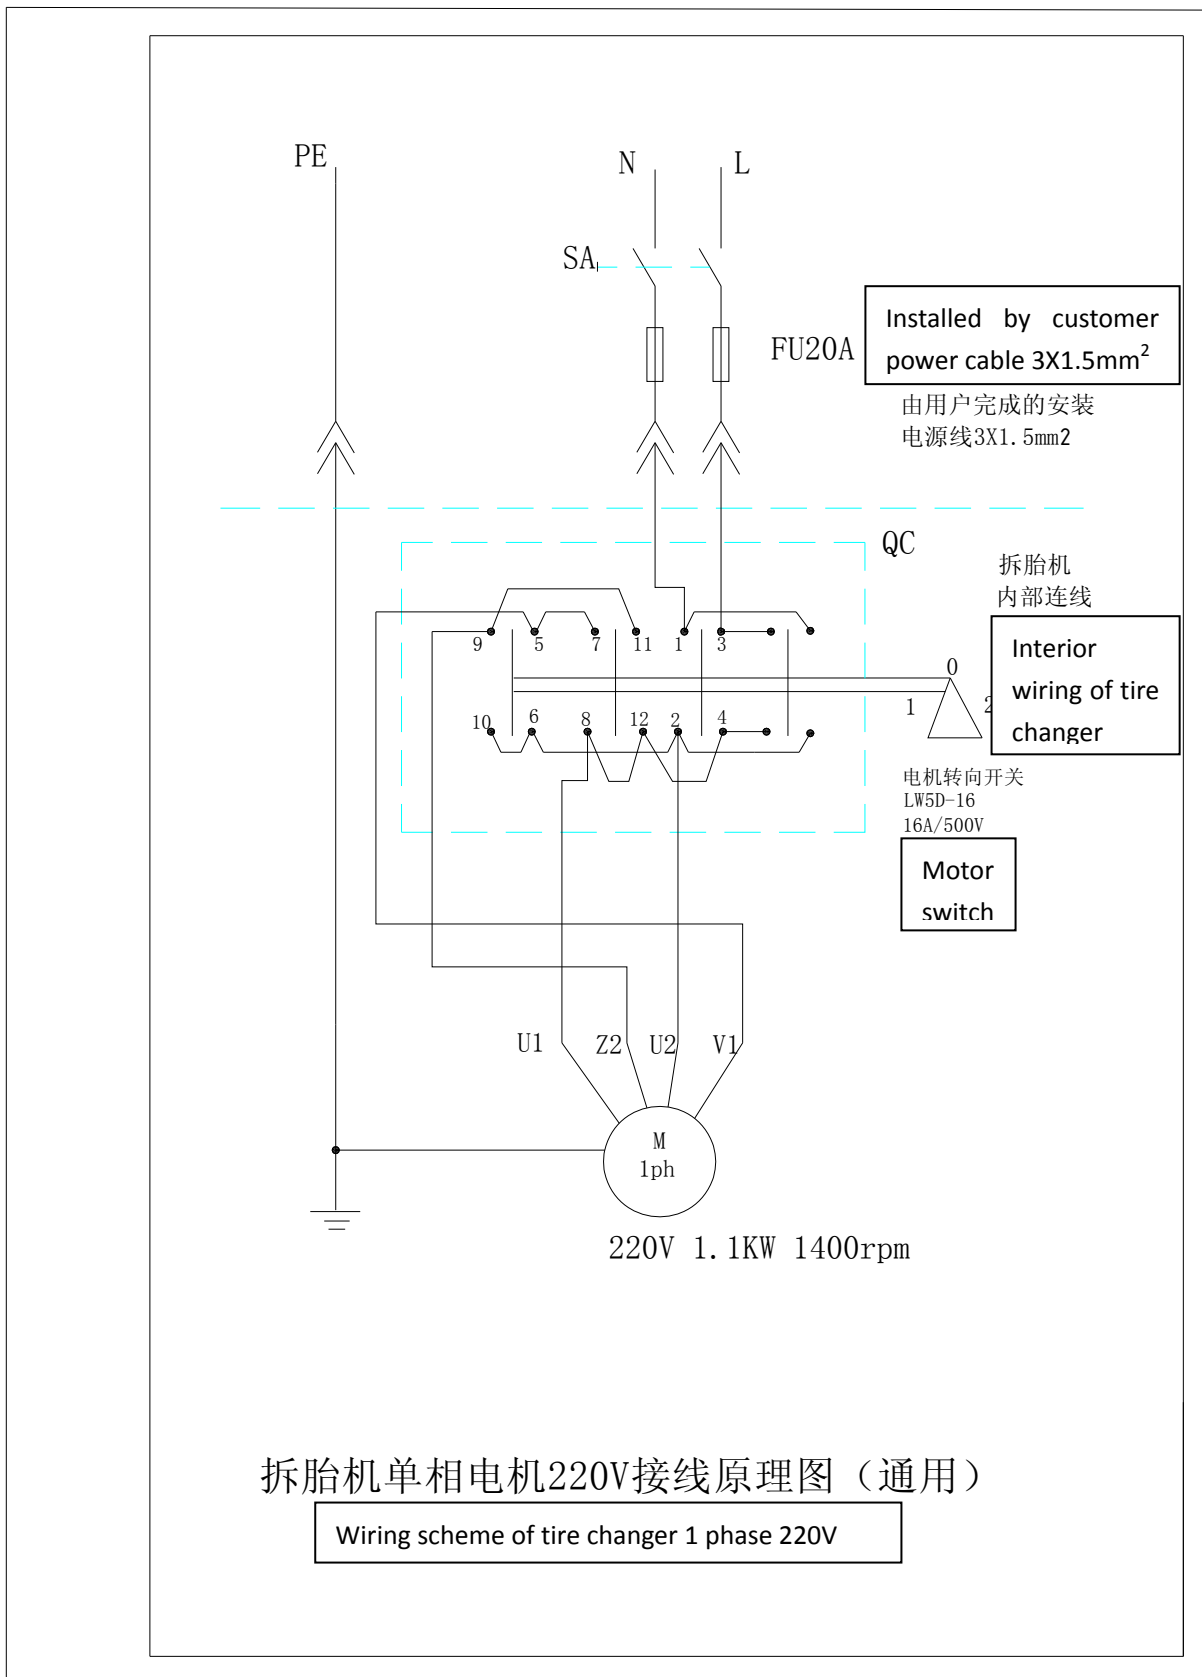 PE
N
L
SA
FU20A
Installed by customer
power cable 3X1.5mm²
由用户完成的安装
电源线3X1.5mm2
QC
拆胎机
内部连线
9
5
7
11
1
3
Interior
wiring of tire
changer
0
1
2
10
6
8
12
2
4
电机转向开关
LW5D-16
16A/500V
Motor
switch
U1
Z2
U2
V1
M
1ph
220V 1.1KW 1400rpm
拆胎机单相电机220V接线原理图（通用）
Wiring scheme of tire changer 1 phase 220V